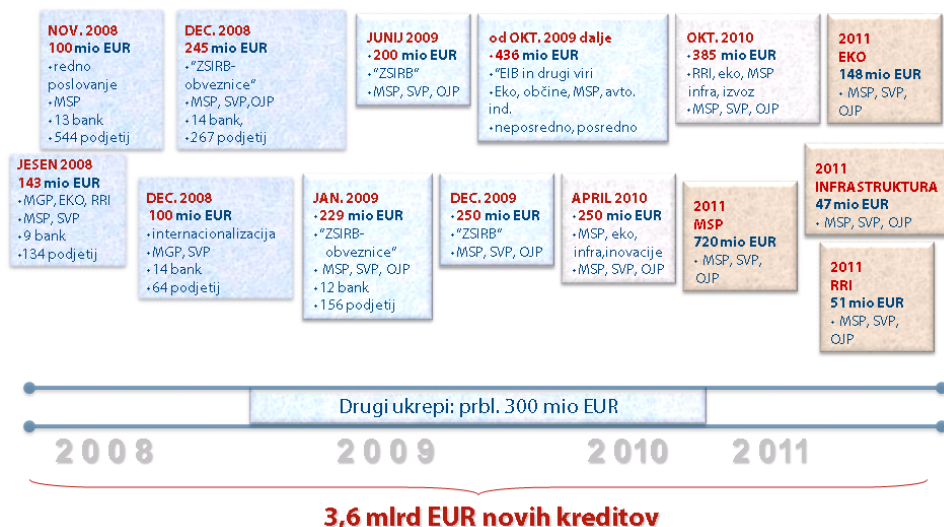 NOV. 2008
100 mio EUR
•redno
poslovanje
•MSP
•13 bank
•544 podjetij
DEC. 2008
245 mio EUR
•"ZSIRB-
obveznice"
•MSP, SVP,OJP
•14 bank,
•267 podjetij
JUNIJ 2009
•200 mio EUR
•"ZSIRB"
•MSP, SVP, OJP
od OKT. 2009 dalje
•436 mio EUR
•"EIB in drugi viri
•Eko, občine, MSP, avto.
ind.
•neposredno, posredno
OKT. 2010
•385 mio EUR
•RRI, eko, MSP
infra, izvoz
•MSP, SVP, OJP
2011
EKO
148 mio EUR
• MSP, SVP,
OJP
JESEN 2008
143 mio EUR
•MGP, EKO, RRI
•MSP, SVP
•9 bank
•134 podjetij
DEC. 2008
100 mio EUR
•internacionalizacija
•MGP, SVP
•14 bank
•64 podjetij
JAN. 2009
•229 mio EUR
•"ZSIRB-
obveznice"
• MSP, SVP, OJP
•12 bank
•156 podjetij
DEC. 2009
•250 mio EUR
•"ZSIRB"
•MSP, SVP, OJP
APRIL 2010
•250 mio EUR
•MSP, eko,
infra,inovacije
•MSP, SVP, OJP
2011
MSP
720 mio EUR
• MSP, SVP,
OJP
2011
INFRASTRUKTURA
47 mio EUR
• MSP, SVP, OJP
2011
RRI
51 mio EUR
• MSP, SVP,
OJP
Drugi ukrepi: prbl. 300 mio EUR
2008 2009 2010 2011
3,6 mlrd EUR novih kreditov